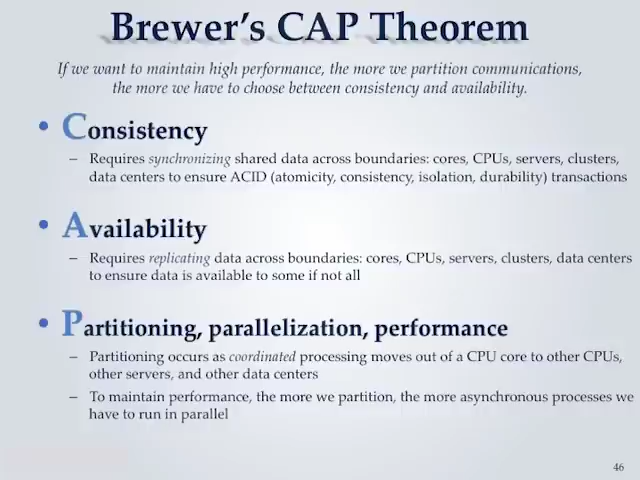 Brewer's CAP Theorem
If we want to maintain high performance, the more we partition communications,
the more we have to choose between consistency and availability.
• Consistency
– Requires synchronizing shared data across boundaries: cores, CPUs, servers, clusters,
data centers to ensure ACID (atomicity, consistency, isolation, durability) transactions
• Availability
– Requires replicating data across boundaries: cores, CPUs, servers, clusters, data centers
to ensure data is available to some if not all
• Partitioning, parallelization, performance
– Partitioning occurs as coordinated processing moves out of a CPU core to other CPUs,
other servers, and other data centers
– To maintain performance, the more we partition, the more asynchronous processes we
have to run in parallel
46